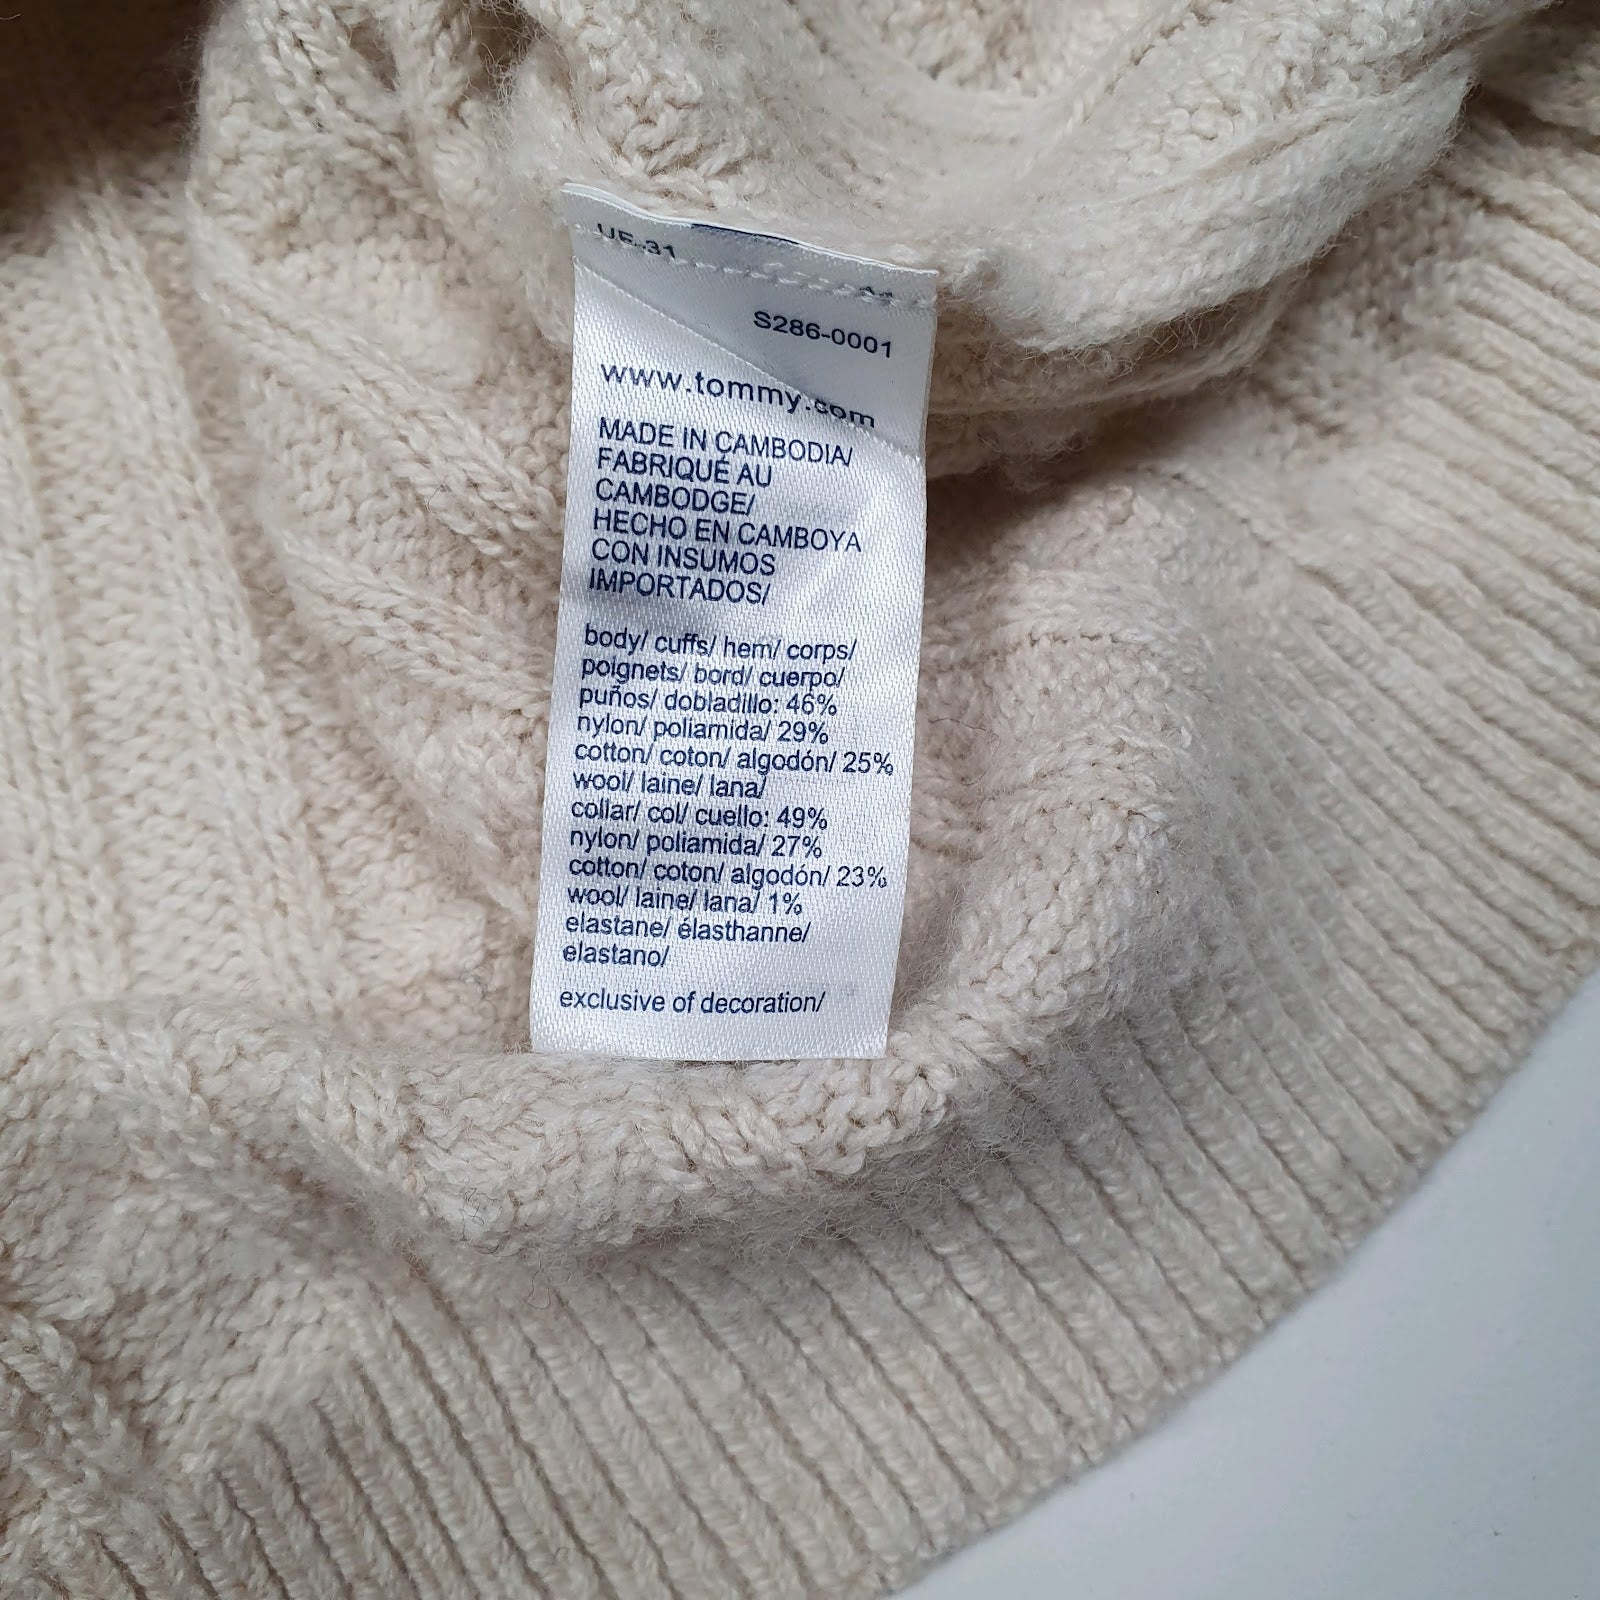 31
S286-0001
www.tommy.com
MADE IN CAMBODIA/
FABRIQUÉ AU
CAMBODGE/
HECHO EN CAMBOYA
CON INSUMOS
IMPORTADOS/
body/ cuffs/ hem/ corps/
poignets/ bord/ cuerpo/
puños/ dobladillo: 46%
nylon/ poliamida/ 29%
cotton/ coton/ algodón/ 25%
wool/ laine/ lana/
collar/ col/ cuello: 49%
nylon/ poliamida/ 27%
cotton/ coton/ algodón/ 23%
wool/ laine/ lana/ 1%
elastane/ élasthanne/
elastano/
exclusive of decoration/